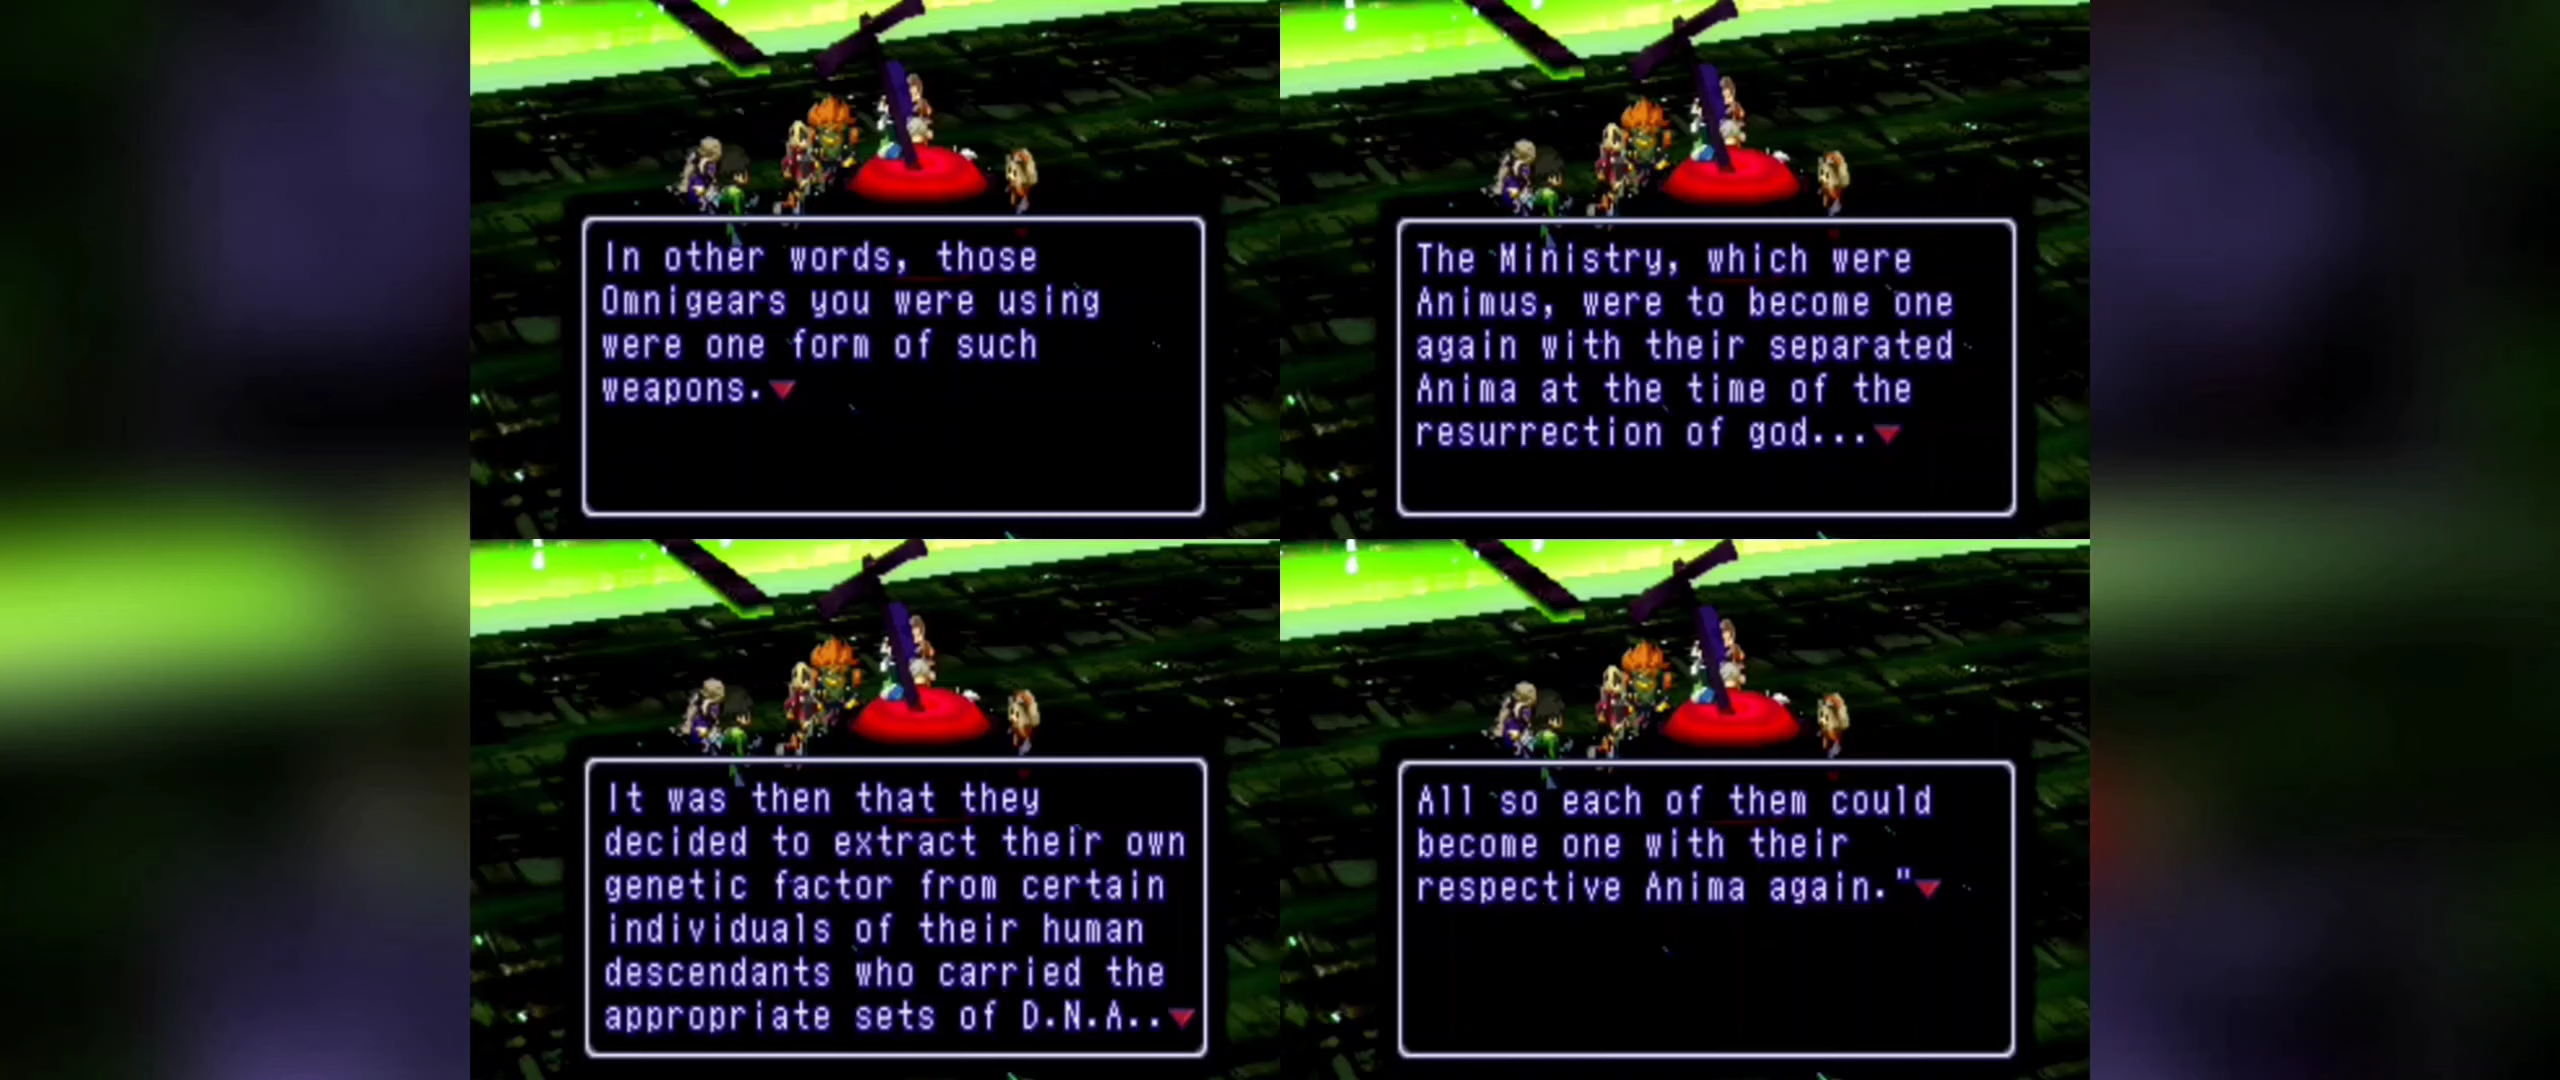 In other words, those
Omnigears you were using
were one form of such
weapons.
The Ministry, which were
Animus, were to become one
again with their separated
Anima at the time of the
resurrection of god...
It was then that they
decided to extract their own
genetic factor from certain
individuals of their human
descendants who carried the
appropriate sets of D.N.A..
All so each of them could
become one with their
respective Anima again."